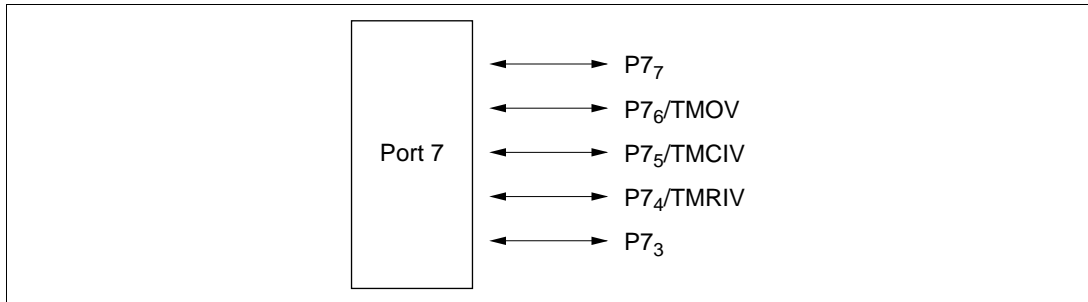 Port 7
P7₇
P7₆/TMOV
P7₅/TMCIV
P7₄/TMRIV
P7₃